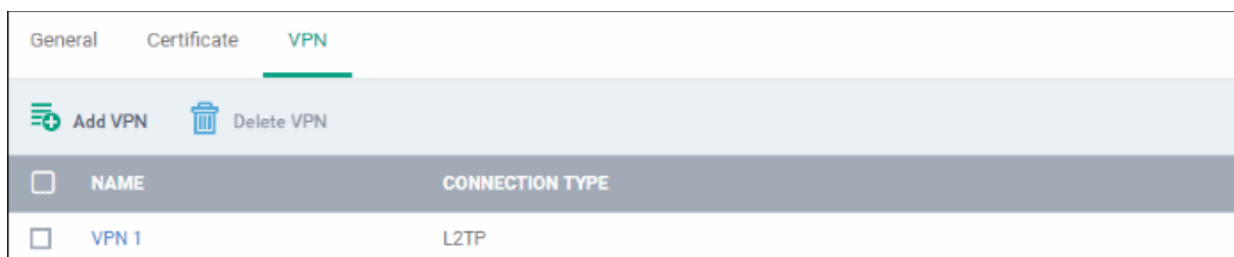 General Certificate VPN
Add VPN Delete VPN
NAME CONNECTION TYPE
VPN 1 L2TP